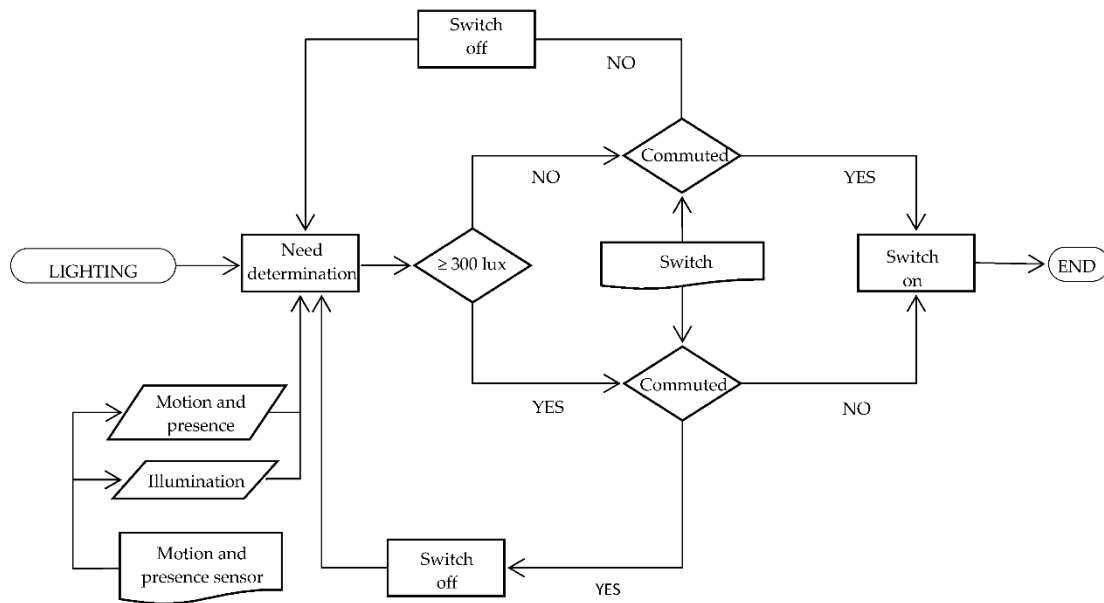 Switch
off
NO
Commuted
NO
YES
LIGHTING
Need
determination
≥ 300 lux
Switch
Switch
on
END
Commuted
YES
NO
Motion and
presence
Illumination
Motion and
presence sensor
Switch
off
YES